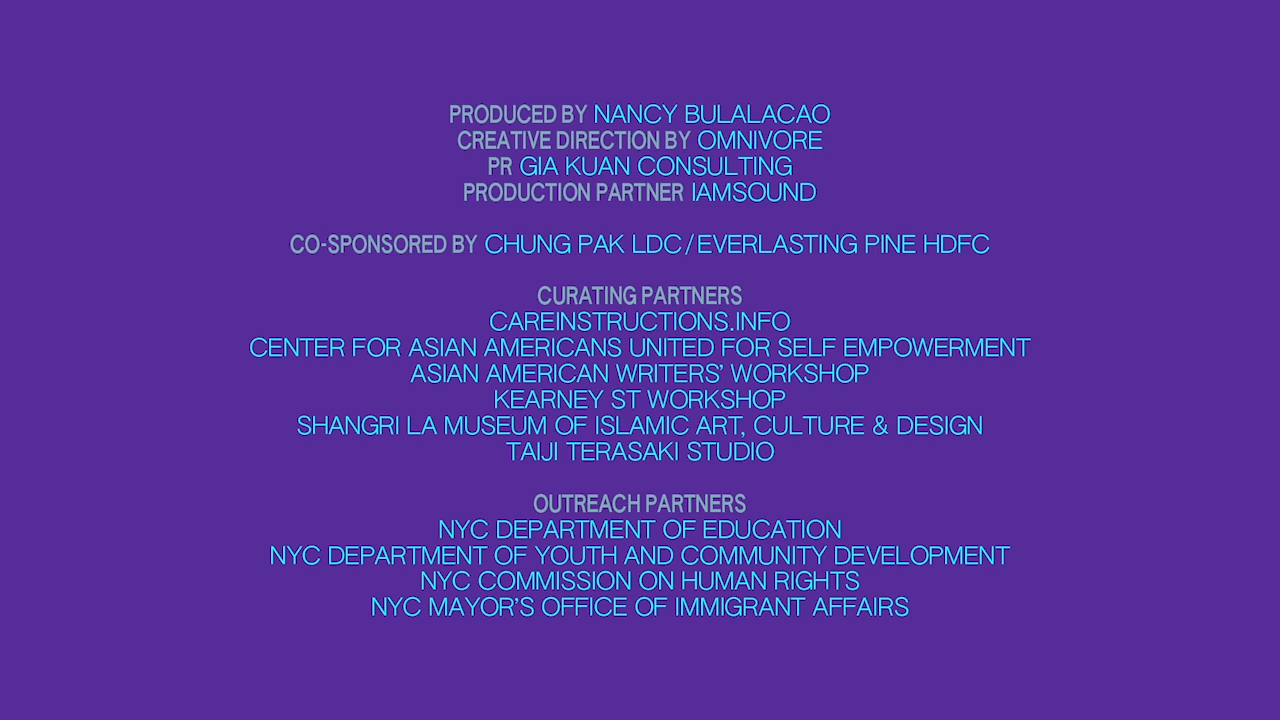 PRODUCED BY NANCY BULALACAO
CREATIVE DIRECTION BY OMNIVORE
PR GIA KUAN CONSULTING
PRODUCTION PARTNER IAMSOUND
CO-SPONSORED BY CHUNG PAK LDC/EVERLASTING PINE HDFC
CURATING PARTNERS
CAREINSTRUCTIONS.INFO
CENTER FOR ASIAN AMERICANS UNITED FOR SELF EMPOWERMENT
ASIAN AMERICAN WRITERS’ WORKSHOP
KEARNEY ST WORKSHOP
SHANGRI LA MUSEUM OF ISLAMIC ART, CULTURE & DESIGN
TAIJI TERASAKI STUDIO
OUTREACH PARTNERS
NYC DEPARTMENT OF EDUCATION
NYC DEPARTMENT OF YOUTH AND COMMUNITY DEVELOPMENT
NYC COMMISSION ON HUMAN RIGHTS
NYC MAYOR’S OFFICE OF IMMIGRANT AFFAIRS